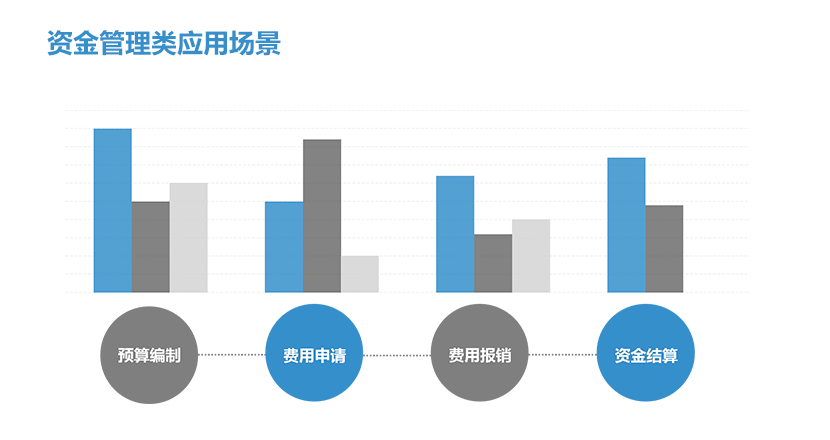 资金管理类应用场景
预算编制
费用申请
费用报销
资金结算